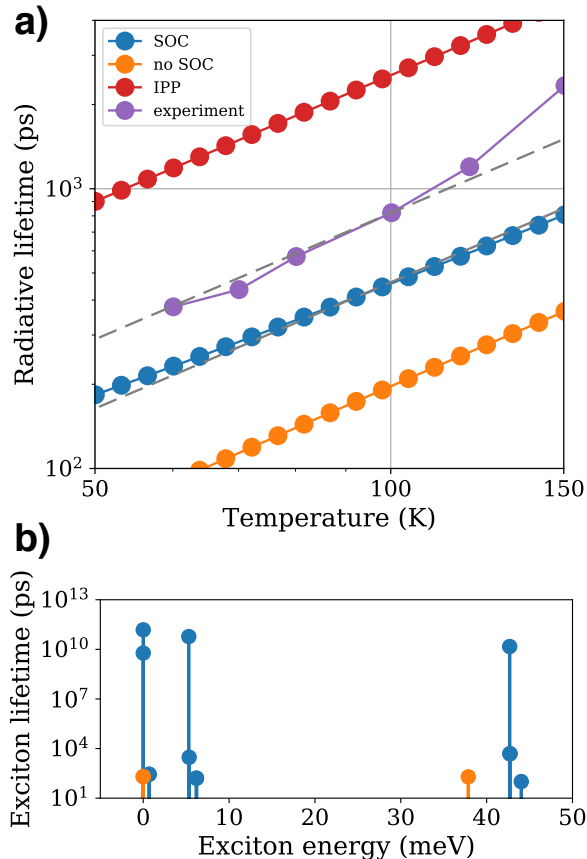 a)
SOC
no SOC
IPP
experiment
Radiative lifetime (ps)
10³
10²
50
100
150
Temperature (K)
b)
Exciton lifetime (ps)
10¹³
10¹⁰
10⁷
10⁴
10¹
0
10
20
30
40
50
Exciton energy (meV)